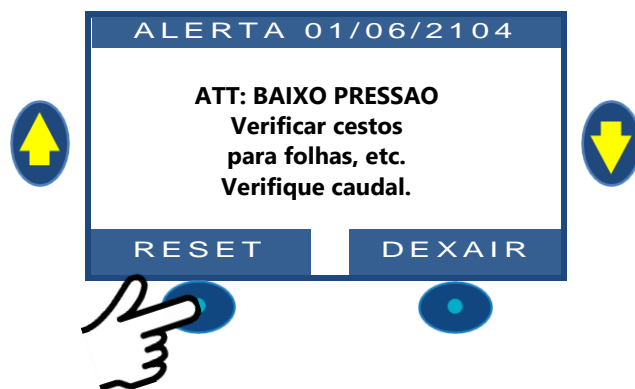 ALERTA 01/06/2104
ATT: BAIXO PRESSAO
Verificar cestos
para folhas, etc.
Verifique caudal.
RESET DEXAIR